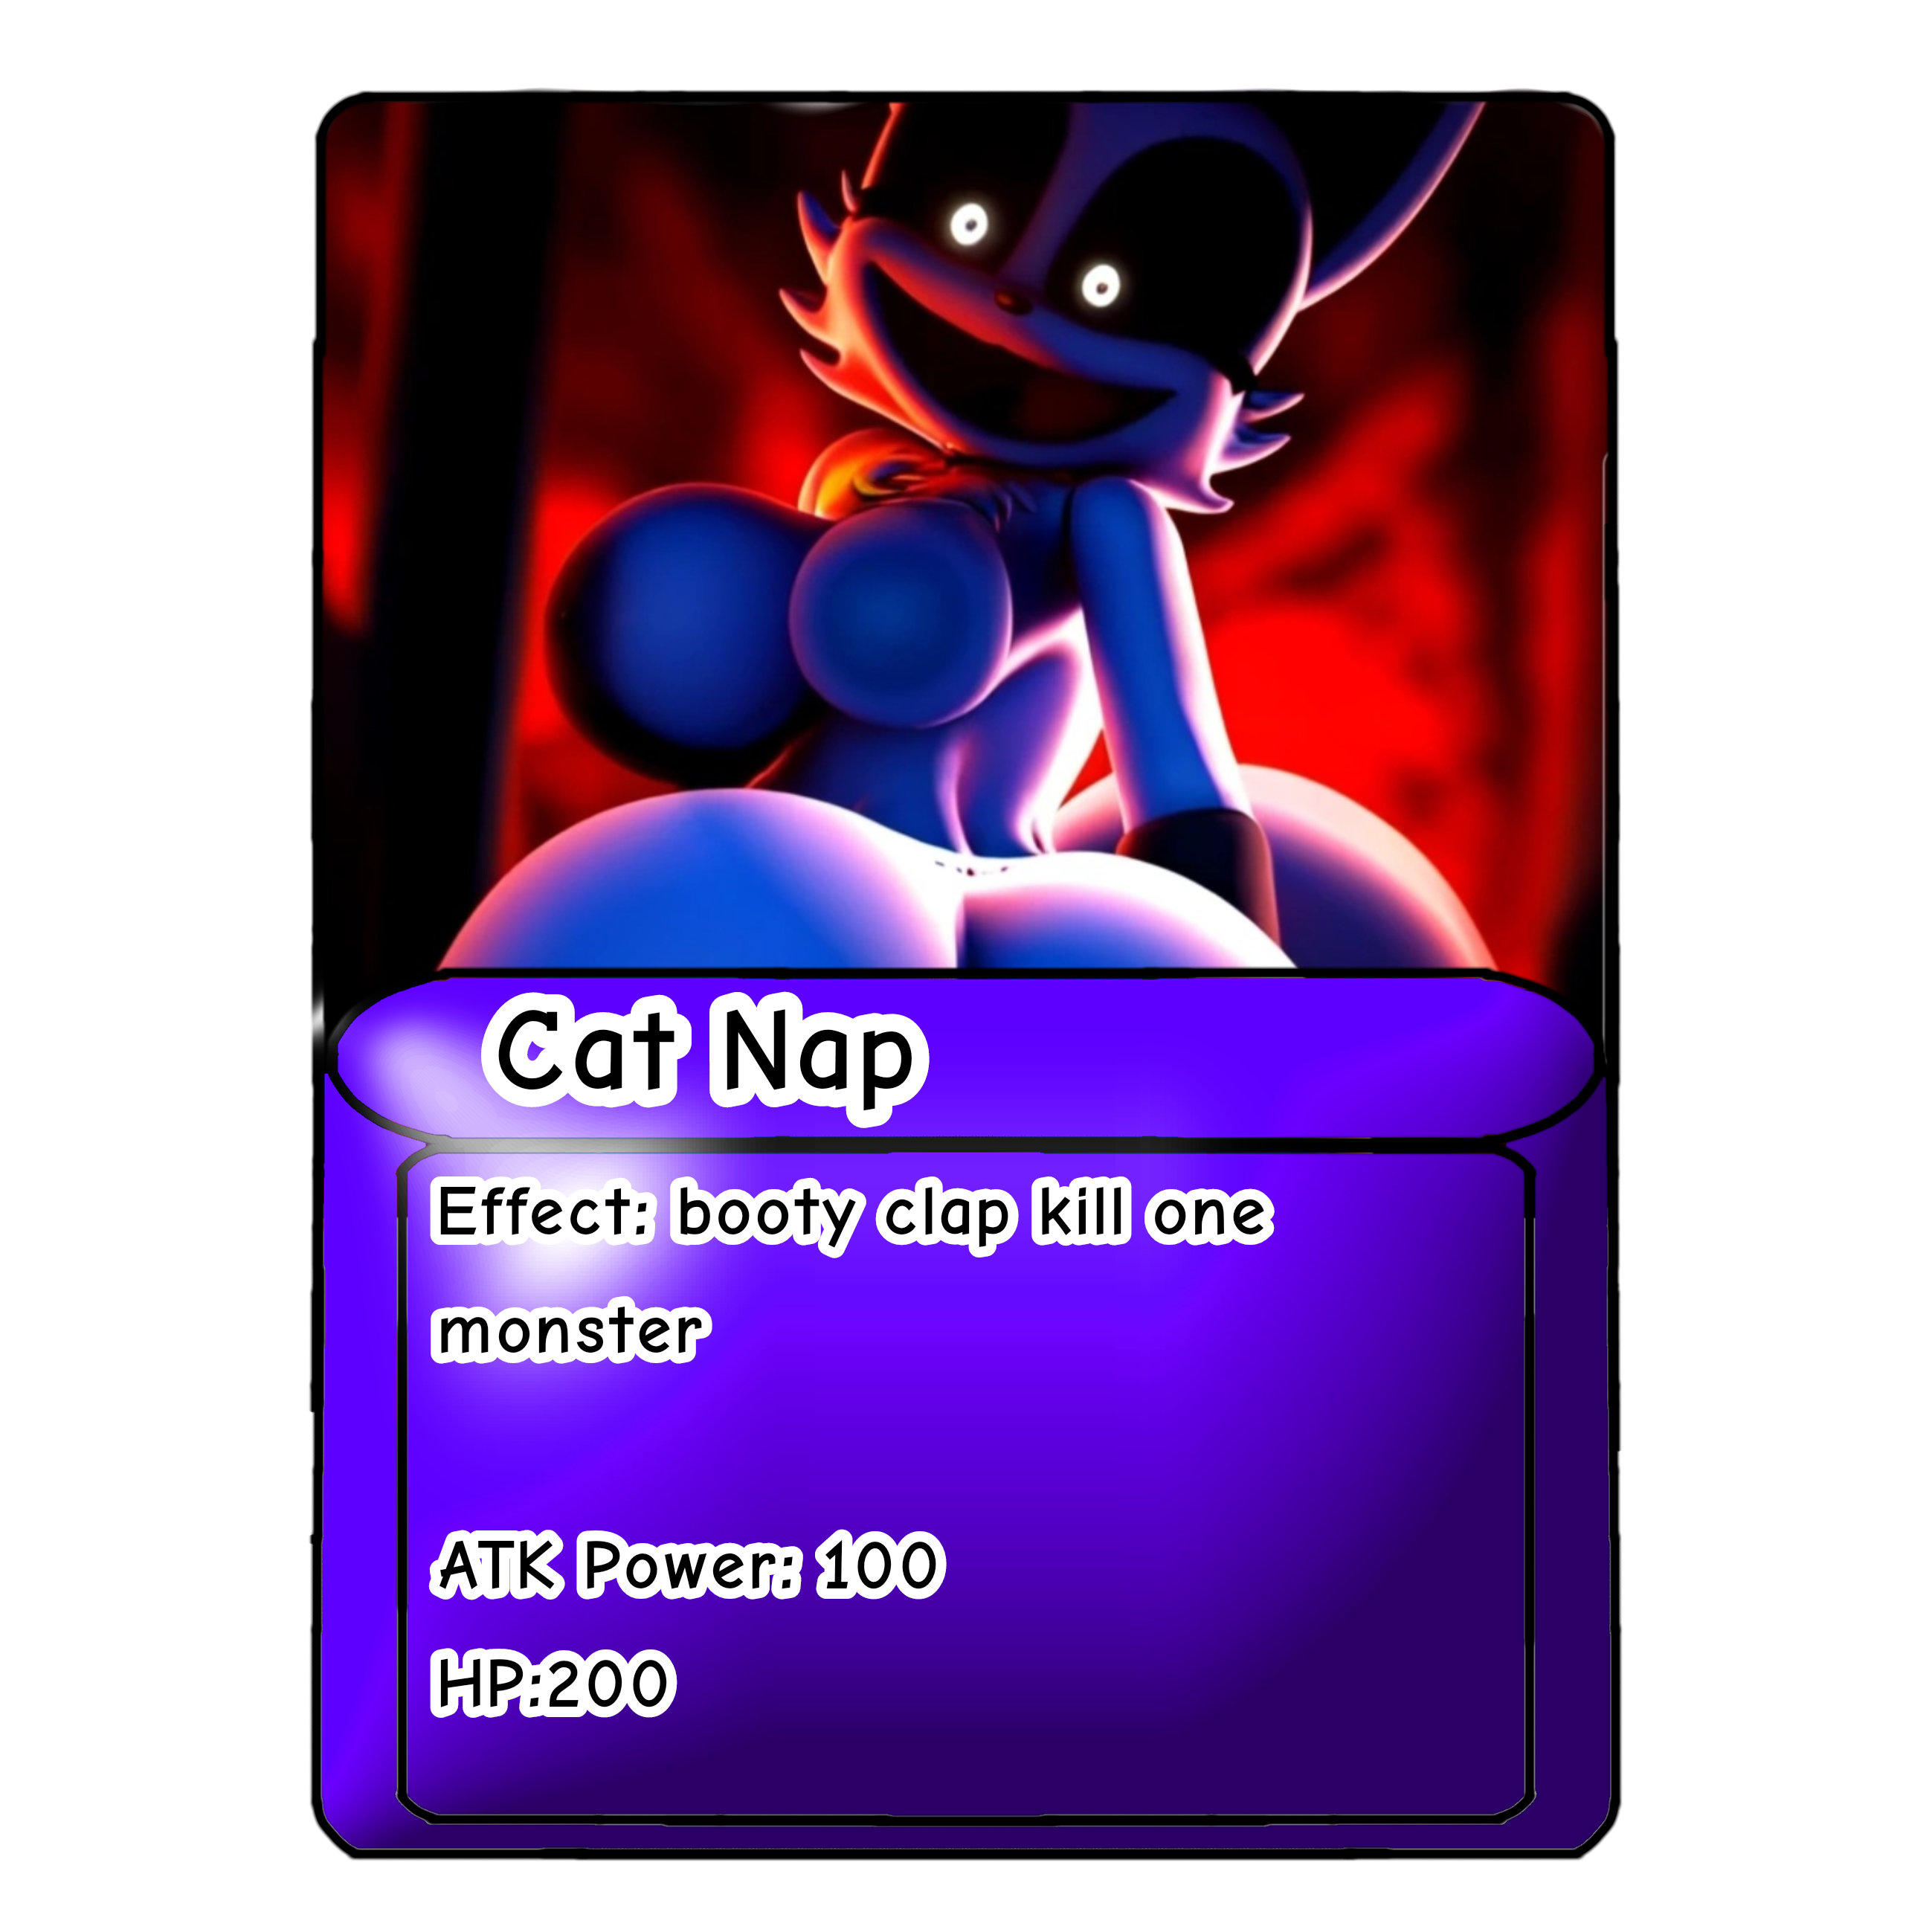 Cat Nap
Effect: booty clap kill one
monster
ATK Power: 100
HP:200